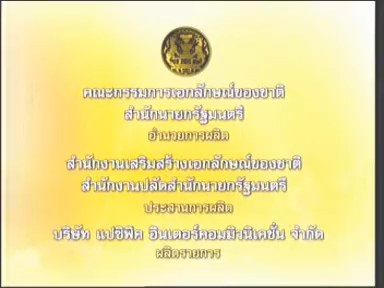 คณะกรรมการเอกลักษณ์ของชาติ
สำนักนายกรัฐมนตรี
อำนวยการผลิต
สำนักงานเสริมสร้างเอกลักษณ์ของชาติ
สำนักงานปลัดสำนักนายกรัฐมนตรี
ประสานการผลิต
บริษัท แปซิฟิค อินเตอร์คอมมิวนิเคชั่น จำกัด
ผลิตรายการ